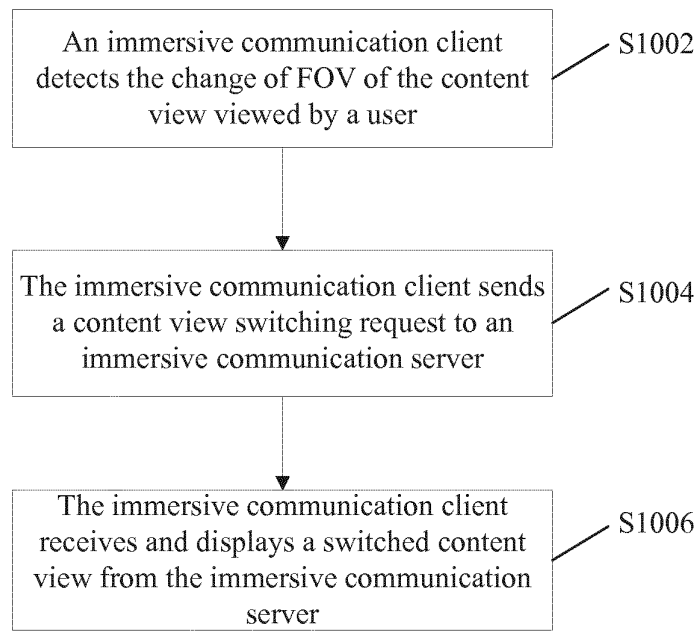 An immersive communication client
detects the change of FOV of the content
view viewed by a user
S1002
The immersive communication client sends
a content view switching request to an
immersive communication server
S1004
The immersive communication client
receives and displays a switched content
view from the immersive communication
server
S1006